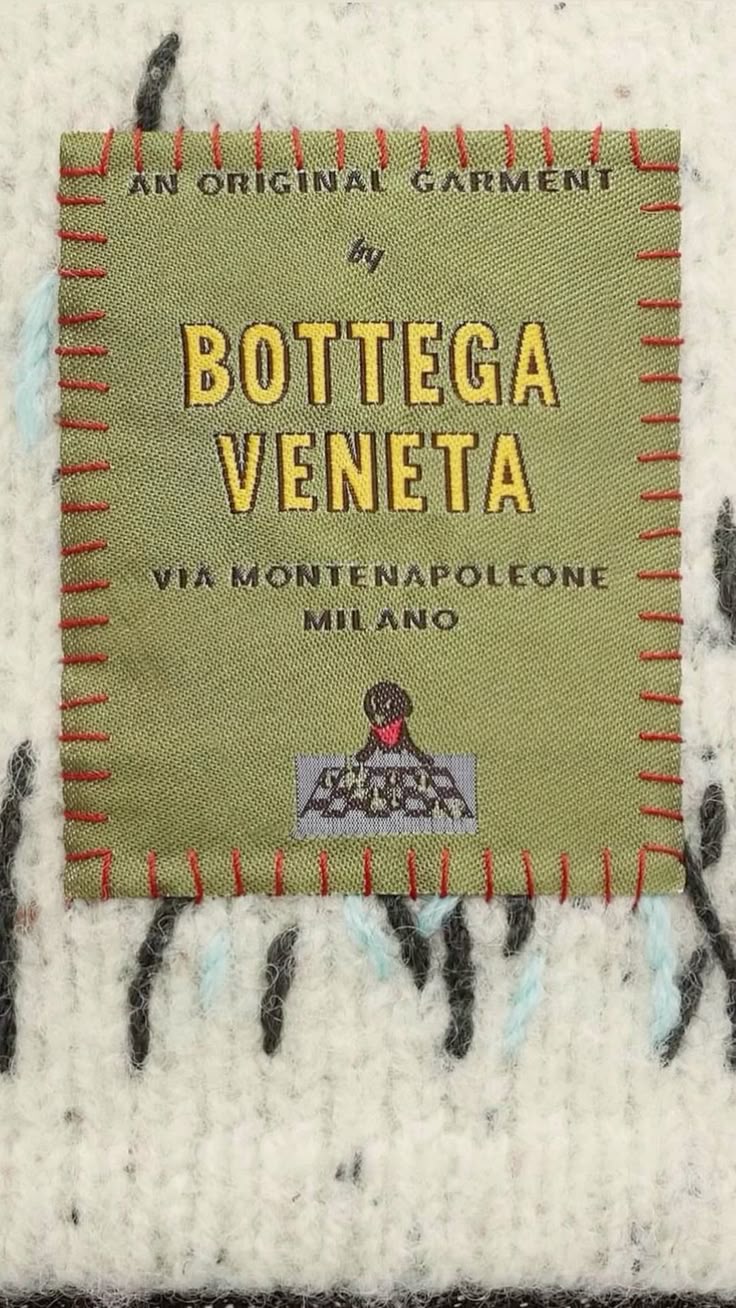 AN ORIGINAL GARMENT
by
BOTTEGA
VENETA
VIA MONTENAPOLEONE
MILANO